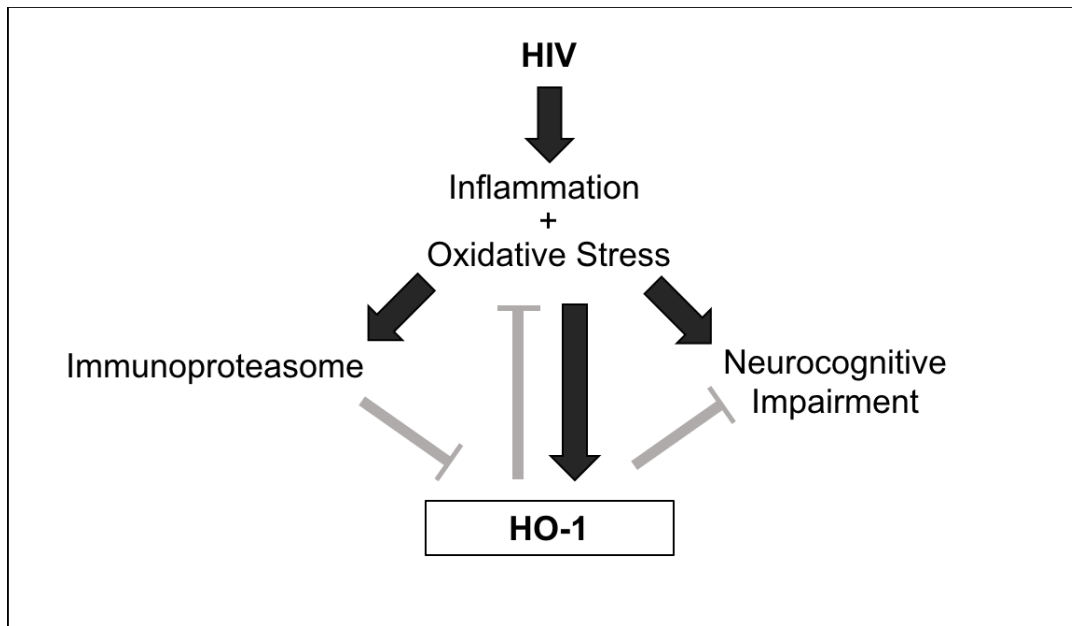 HIV
Inflammation
+
Oxidative Stress
Immunoproteasome
Neurocognitive
Impairment
HO-1